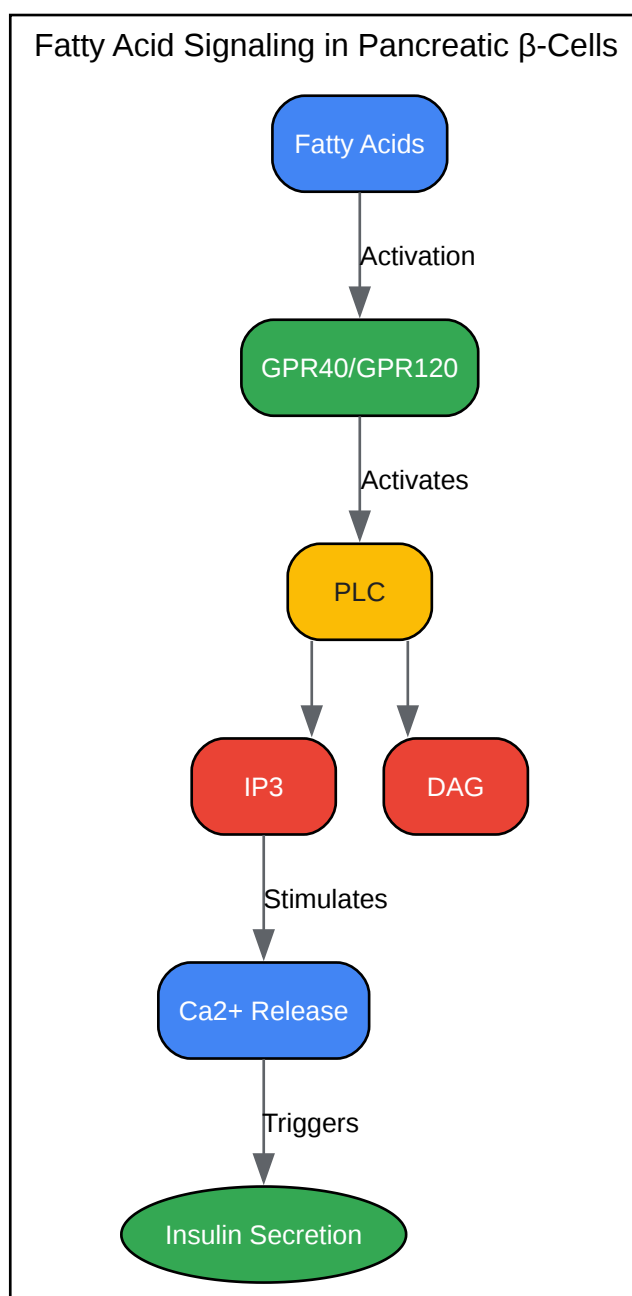 Fatty Acid Signaling in Pancreatic β-Cells
Fatty Acids
Activation
GPR40/GPR120
Activates
PLC
IP3
DAG
Stimulates
Ca2+ Release
Triggers
Insulin Secretion